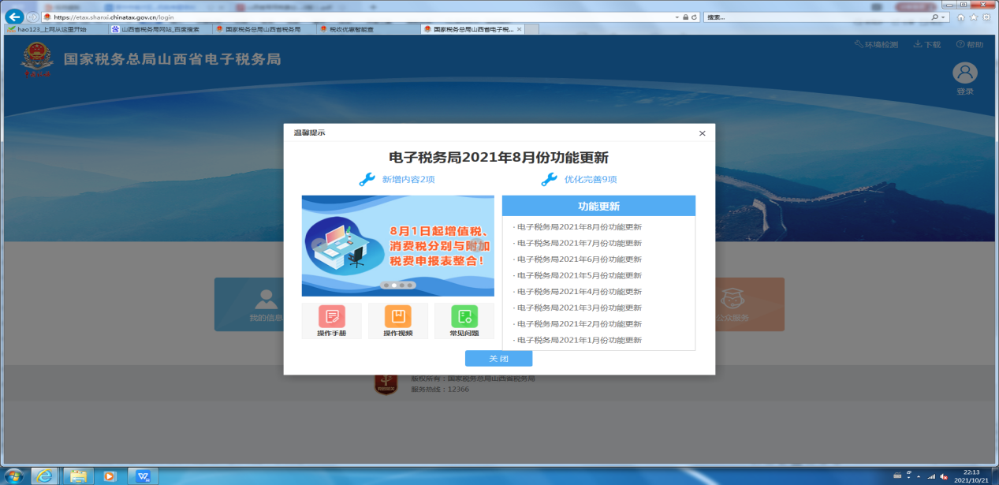 https://etax.shanxi.chinatax.gov.cn/login
搜索...
hao123_上网从这里开始
山西省税务局网站_百度搜索
国家税务总局山西省税务局
税收优惠智能查
国家税务总局山西省电子税...
国家税务总局山西省电子税务局
环境检测
下载
帮助
登录
温馨提示
电子税务局2021年8月份功能更新
新增内容2项
优化完善9项
8月1日起增值税、
消费税分别与附加
税费申报表整合!
功能更新
· 电子税务局2021年8月份功能更新
· 电子税务局2021年7月份功能更新
· 电子税务局2021年6月份功能更新
· 电子税务局2021年5月份功能更新
· 电子税务局2021年4月份功能更新
· 电子税务局2021年3月份功能更新
· 电子税务局2021年2月份功能更新
· 电子税务局2021年1月份功能更新
操作手册
操作视频
常见问题
关 闭
我的信息
公众服务
版权所有：国家税务总局山西省税务局
服务热线：12366
22:13
2021/10/21